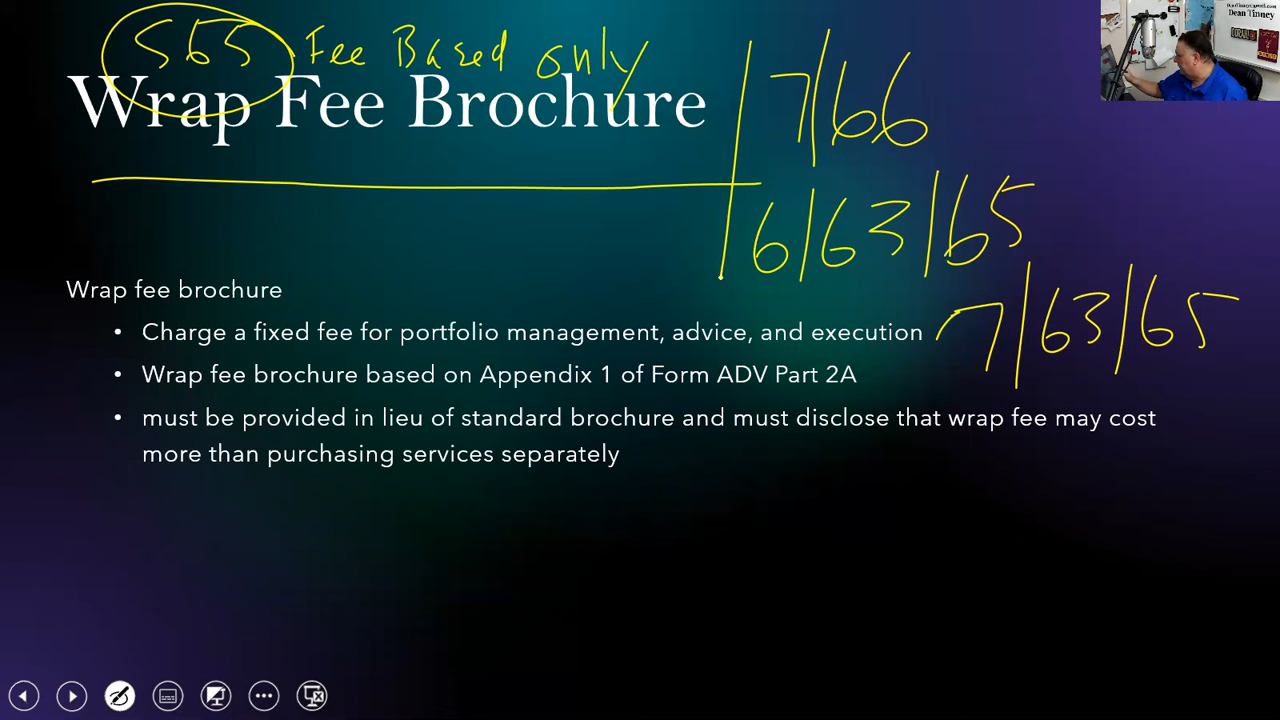 DeanTinney@gmail.com
Dean Tinney
S65 Fee Based only
Wrap Fee Brochure
7/66
6/63/65
7/63/65
Wrap fee brochure
• Charge a fixed fee for portfolio management, advice, and execution
• Wrap fee brochure based on Appendix 1 of Form ADV Part 2A
• must be provided in lieu of standard brochure and must disclose that wrap fee may cost
more than purchasing services separately